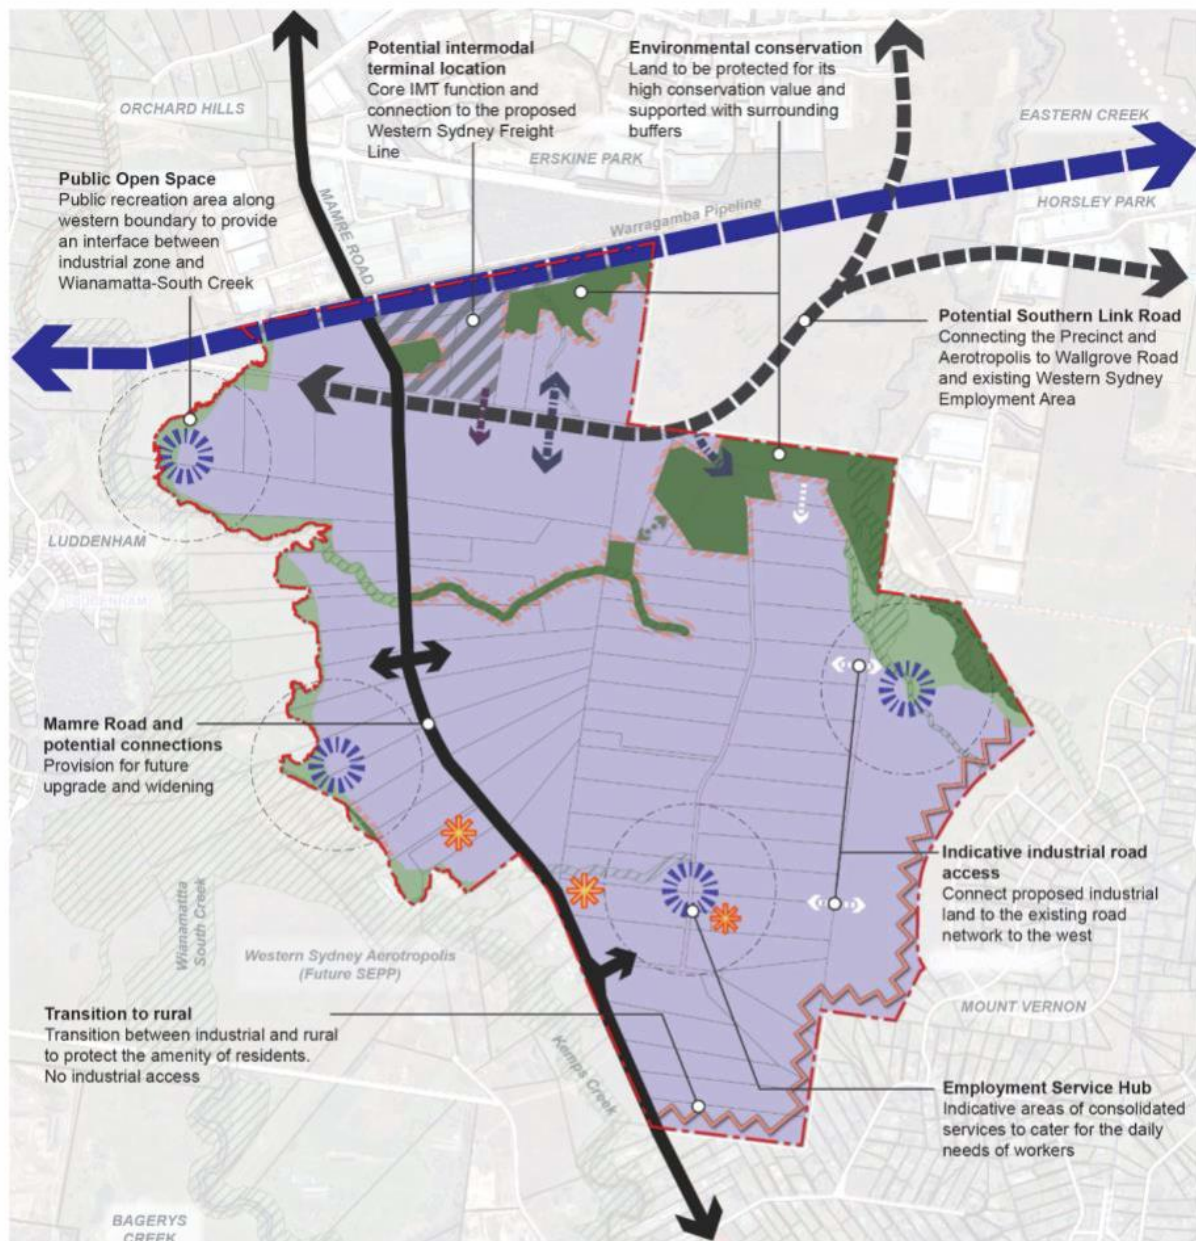 Potential intermodal
terminal location
Core IMT function and
connection to the proposed
Western Sydney Freight
Line
Environmental conservation
Land to be protected for its
high conservation value and
supported with surrounding
buffers
ORCHARD HILLS
ERSKINE PARK
EASTERN CREEK
Public Open Space
Public recreation area along
western boundary to provide
an interface between
industrial zone and
Wianamatta-South Creek
MAMRE ROAD
Warragamba Pipeline
HORSLEY PARK
Potential Southern Link Road
Connecting the Precinct and
Aerotropolis to Wallgrove Road
and existing Western Sydney
Employment Area
LUDDENHAM
Mamre Road and
potential connections
Provision for future
upgrade and widening
Indicative industrial road
access
Connect proposed industrial
land to the existing road
network to the west
Wianamattta
South Creek
Western Sydney Aerotropolis
(Future SEPP)
MOUNT VERNON
Transition to rural
Transition between industrial and rural
to protect the amenity of residents.
No industrial access
Kemps Creek
Employment Service Hub
Indicative areas of consolidated
services to cater for the daily
needs of workers
BAGERYS
CREEK